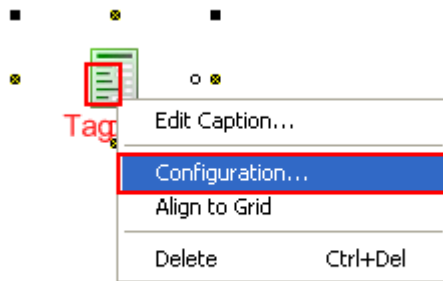 Tag
Edit Caption...
Configuration...
Align to Grid
Delete Ctrl+Del